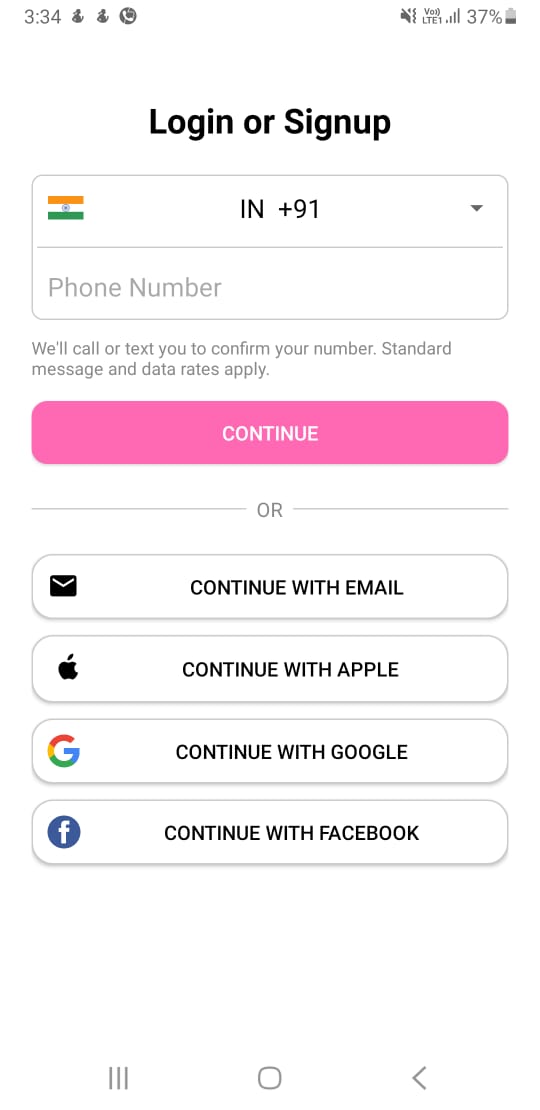 3:34
Vo)) LTE1 37%
Login or Signup
IN +91
Phone Number
We'll call or text you to confirm your number. Standard
message and data rates apply.
CONTINUE
OR
CONTINUE WITH EMAIL
CONTINUE WITH APPLE
CONTINUE WITH GOOGLE
CONTINUE WITH FACEBOOK